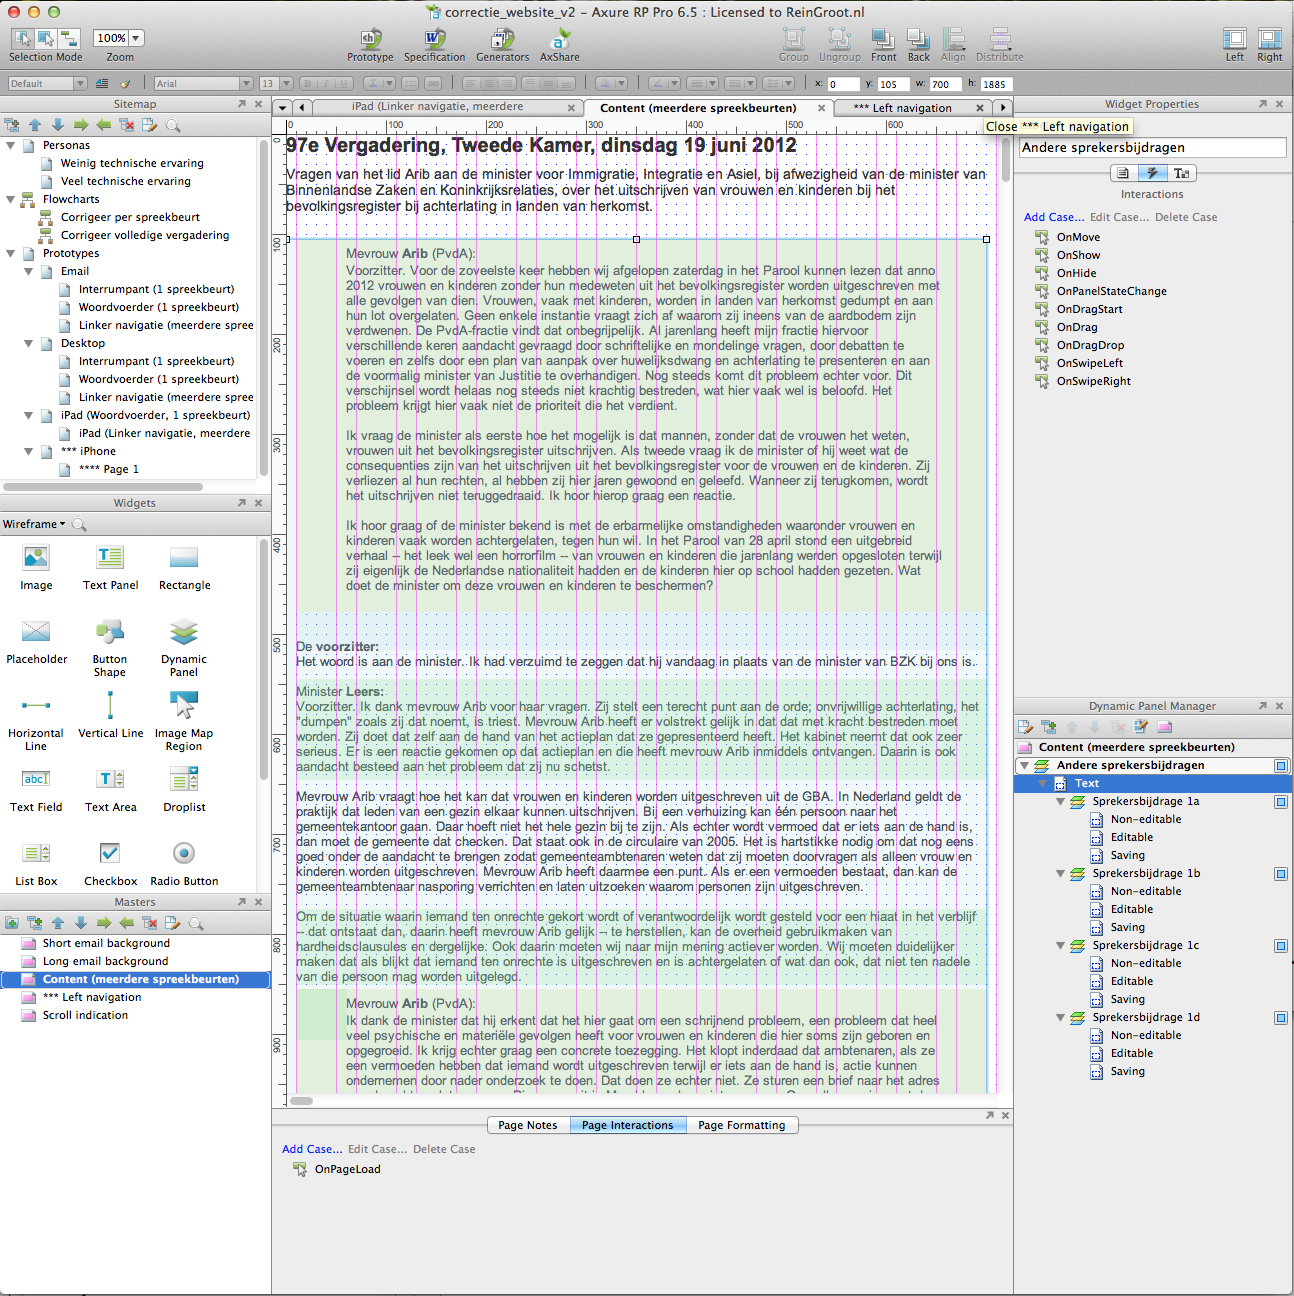 correctie_website_v2 – Axure RP Pro 6.5 : Licensed to ReinGroot.nl
100%
Selection Mode
Zoom
Prototype
Specification
Generators
AxShare
Group
Ungroup
Front
Back
Align
Distribute
Left
Right
Default
Arial
13
B I U
x: 0 y: 105 w: 700 h: 1885
Sitemap
Personas
Weinig technische ervaring
Veel technische ervaring
Flowcharts
Corrigeer per spreekbeurt
Corrigeer volledige vergadering
Prototypes
Email
Interrumpant (1 spreekbeurt)
Woordvoerder (1 spreekbeurt)
Linker navigatie (meerdere spree
Desktop
Interrumpant (1 spreekbeurt)
Woordvoerder (1 spreekbeurt)
Linker navigatie (meerdere spree
iPad (Woordvoerder, 1 spreekbeurt)
iPad (Linker navigatie, meerdere
*** iPhone
**** Page 1
Widgets
Wireframe
Image
Text Panel
Rectangle
Placeholder
Button Shape
Dynamic Panel
Horizontal Line
Vertical Line
Image Map Region
Text Field
Text Area
Droplist
List Box
Checkbox
Radio Button
Masters
Short email background
Long email background
Content (meerdere spreekbeurten)
*** Left navigation
Scroll indication
iPad (Linker navigatie, meerdere
Content (meerdere spreekbeurten)
*** Left navigation
Close *** Left navigation
0 100 200 300 400 500 600
0
100
200
300
400
500
600
700
800
900
97e Vergadering, Tweede Kamer, dinsdag 19 juni 2012
Vragen van het lid Arib aan de minister voor Immigratie, Integratie en Asiel, bij afwezigheid van de minister van
Binnenlandse Zaken en Koninkrijksrelaties, over het uitschrijven van vrouwen en kinderen bij het
bevolkingsregister bij achterlating in landen van herkomst.
Mevrouw Arib (PvdA):
Voorzitter. Voor de zoveelste keer hebben wij afgelopen zaterdag in het Parool kunnen lezen dat anno
2012 vrouwen en kinderen zonder hun medeweten uit het bevolkingsregister worden uitgeschreven met
alle gevolgen van dien. Vrouwen, vaak met kinderen, worden in landen van herkomst gedumpt en aan
hun lot overgelaten. Geen enkele instantie vraagt zich af waarom zij ineens van de aardbodem zijn
verdwenen. De PvdA-fractie vindt dat onbegrijpelijk. Al jarenlang heeft mijn fractie hiervoor
verschillende keren aandacht gevraagd door schriftelijke en mondelinge vragen, door debatten te
voeren en zelfs door een plan van aanpak over huwelijksdwang en achterlating te presenteren en aan
de voormalig minister van Justitie te overhandigen. Nog steeds komt dit probleem echter voor. Dit
verschijnsel wordt helaas nog steeds niet krachtig bestreden, wat hier vaak wel is beloofd. Het
probleem krijgt hier vaak niet de prioriteit die het verdient.
Ik vraag de minister als eerste hoe het mogelijk is dat mannen, zonder dat de vrouwen het weten,
vrouwen uit het bevolkingsregister uitschrijven. Als tweede vraag ik de minister of hij weet wat de
consequenties zijn van het uitschrijven uit het bevolkingsregister voor de vrouwen en de kinderen. Zij
verliezen al hun rechten, al hebben zij hier jaren gewoond en geleefd. Wanneer zij terugkomen, wordt
het uitschrijven niet teruggedraaid. Ik hoor hierop graag een reactie.
Ik hoor graag of de minister bekend is met de erbarmelijke omstandigheden waaronder vrouwen en
kinderen vaak worden achtergelaten, tegen hun wil. In het Parool van 28 april stond een uitgebreid
verhaal -- het leek wel een horrorfilm -- van vrouwen en kinderen die jarenlang werden opgesloten terwijl
zij eigenlijk de Nederlandse nationaliteit hadden en de kinderen hier op school hadden gezeten. Wat
doet de minister om deze vrouwen en kinderen te beschermen?
De voorzitter:
Het woord is aan de minister. Ik had verzuimd te zeggen dat hij vandaag in plaats van de minister van BZK bij ons is.
Minister Leers:
Voorzitter. Ik dank mevrouw Arib voor haar vragen. Zij stelt een terecht punt aan de orde; onvrijwillige achterlating, het
"dumpen" zoals zij dat noemt, is triest. Mevrouw Arib heeft er volstrekt gelijk in dat dat met kracht bestreden moet
worden. Zij doet dat zelf aan de hand van het actieplan dat ze gepresenteerd heeft. Het kabinet neemt dat ook zeer
serieus. Er is een reactie gekomen op dat actieplan en die heeft mevrouw Arib inmiddels ontvangen. Daarin is ook
aandacht besteed aan het probleem dat zij nu schetst.
Mevrouw Arib vraagt hoe het kan dat vrouwen en kinderen worden uitgeschreven uit de GBA. In Nederland geldt de
praktijk dat leden van een gezin elkaar kunnen uitschrijven. Bij een verhuizing kan één persoon naar het
gemeentekantoor gaan. Daar hoeft niet het hele gezin bij te zijn. Als echter wordt vermoed dat er iets aan de hand is,
dan moet de gemeente dat checken. Dat staat ook in de circulaire van 2005. Het is hartstikke nodig om dat nog eens
goed onder de aandacht te brengen zodat gemeenteambtenaren weten dat zij moeten doorvragen als alleen vrouw en
kinderen worden uitgeschreven. Mevrouw Arib heeft daarmee een punt. Als er een vermoeden bestaat, dan kan de
gemeenteambtenaar nasporing verrichten en laten uitzoeken waarom personen zijn uitgeschreven.
Om de situatie waarin iemand ten onrechte gekort wordt of verantwoordelijk wordt gesteld voor een hiaat in het verblijf
-- dat ontstaat dan, daarin heeft mevrouw Arib gelijk -- te herstellen, kan de overheid gebruikmaken van
hardheidsclausules en dergelijke. Ook daarin moeten wij naar mijn mening actiever worden. Wij moeten duidelijker
maken dat als blijkt dat iemand ten onrechte is uitgeschreven en is achtergelaten of wat dan ook, dat niet ten nadele
van die persoon mag worden uitgelegd.
Mevrouw Arib (PvdA):
Ik dank de minister dat hij erkent dat het hier gaat om een schrijnend probleem, een probleem dat heel
veel psychische en materiële gevolgen heeft voor vrouwen en kinderen die hier soms zijn geboren en
opgegroeid. Ik krijg echter graag een concrete toezegging. Het klopt inderdaad dat ambtenaren, als ze
een vermoeden hebben dat iemand wordt uitgeschreven terwijl er iets aan de hand is, actie kunnen
ondernemen door nader onderzoek te doen. Dat doen ze echter niet. Ze sturen een brief naar het adres
Page Notes
Page Interactions
Page Formatting
Add Case... Edit Case... Delete Case
OnPageLoad
Widget Properties
Andere sprekersbijdragen
Interactions
Add Case... Edit Case... Delete Case
OnMove
OnShow
OnHide
OnPanelStateChange
OnDragStart
OnDrag
OnDragDrop
OnSwipeLeft
OnSwipeRight
Dynamic Panel Manager
Content (meerdere spreekbeurten)
Andere sprekersbijdragen
Text
Sprekersbijdrage 1a
Non-editable
Editable
Saving
Sprekersbijdrage 1b
Non-editable
Editable
Saving
Sprekersbijdrage 1c
Non-editable
Editable
Saving
Sprekersbijdrage 1d
Non-editable
Editable
Saving